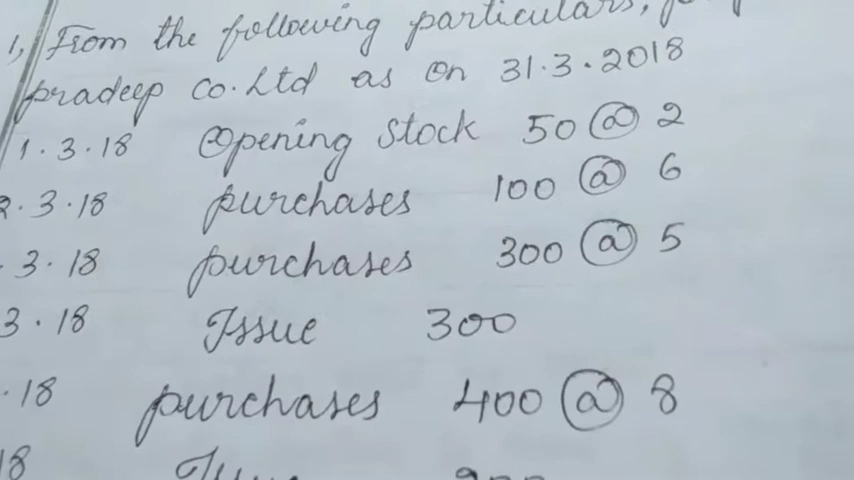 1, From the following particulars,
pradeep co. Ltd as on 31.3.2018
1.3.18 Opening Stock 50 @ 2
2.3.18 purchases 100 @ 6
.3.18 purchases 300 @ 5
3.18 Issue 300
.18 purchases 400 @ 8
18